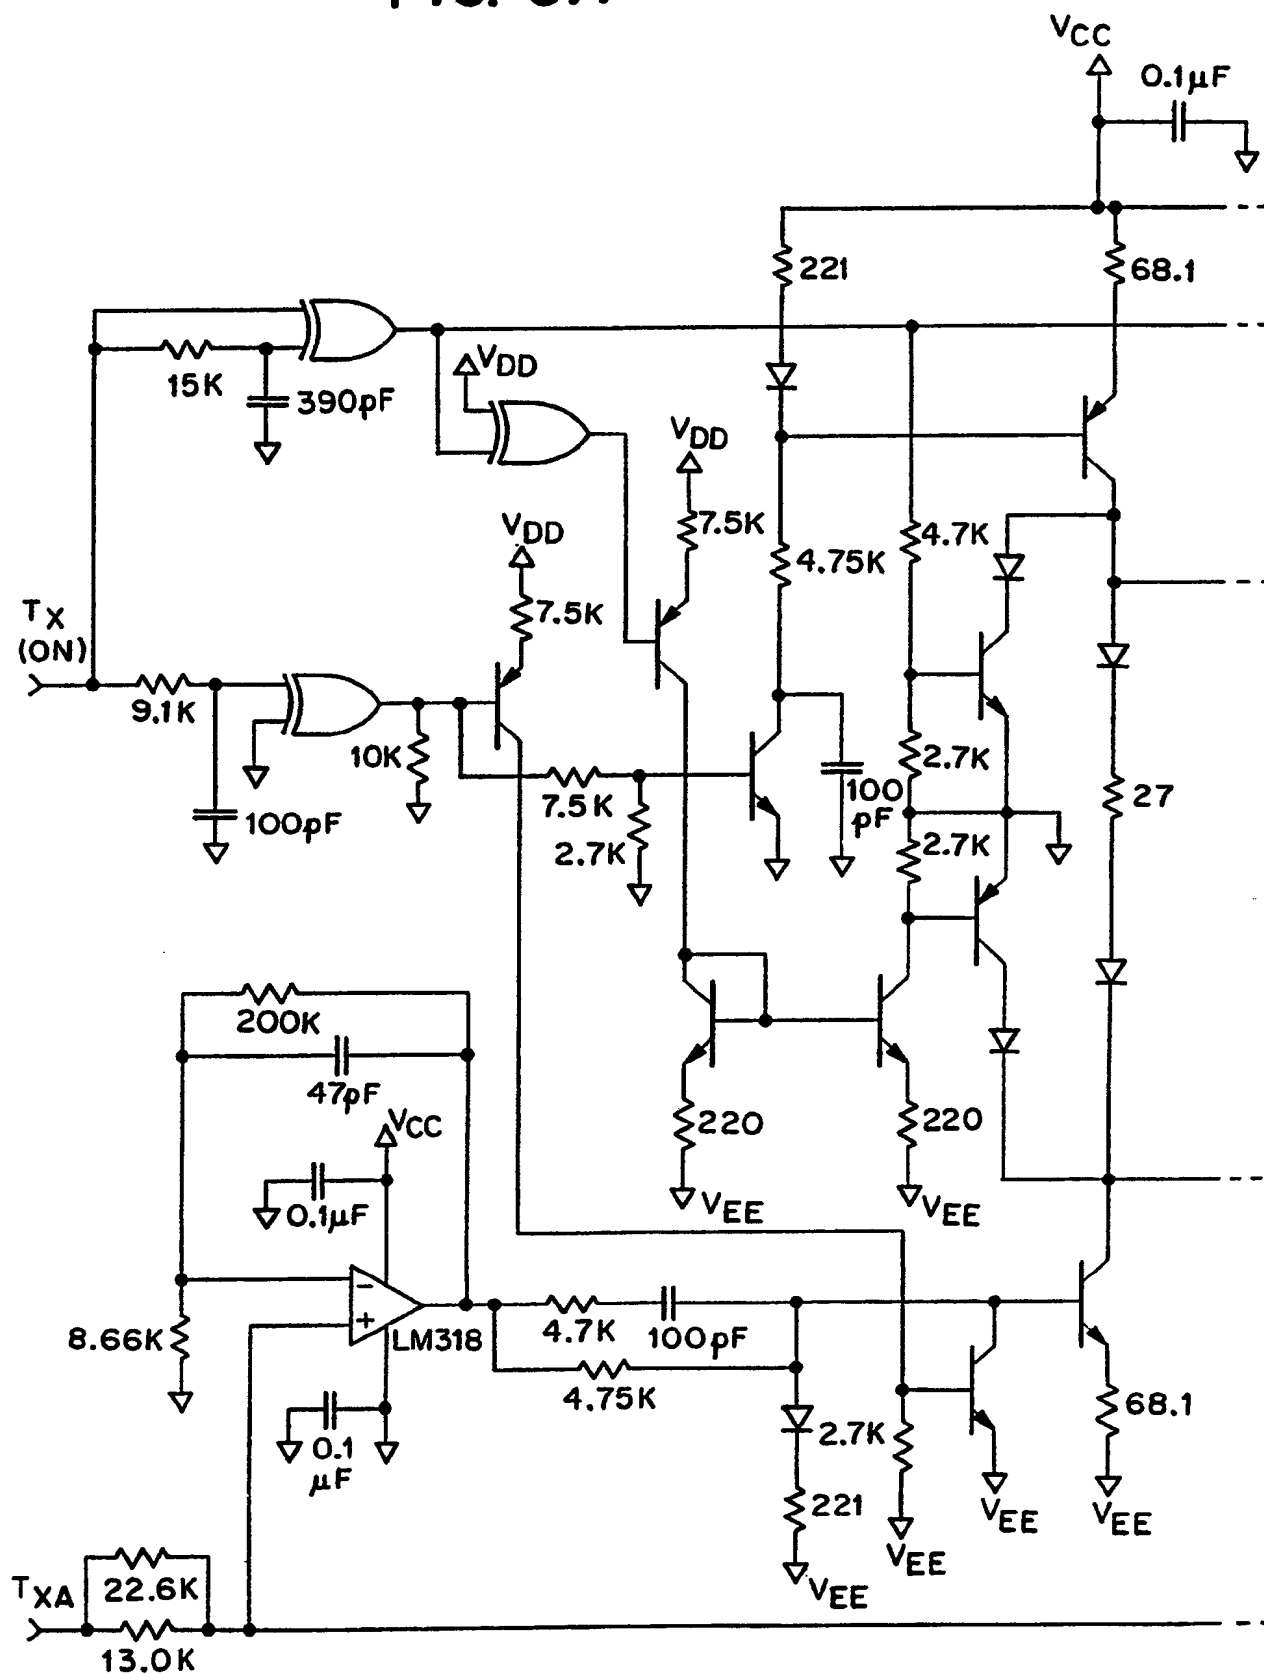 VCC
0.1μF
221
68.1
15K
390pF
VDD
VDD
7.5K
4.7K
VDD
4.75K
7.5K
TX
(ON)
9.1K
10K
2.7K
100pF
7.5K
100
pF
27
2.7K
2.7K
200K
47pF
VCC
220
220
0.1μF
VEE
VEE
−
+
8.66K
LM318
4.7K
100pF
4.75K
68.1
0.1
μF
2.7K
221
VEE
VEE
VEE
VEE
TXA
22.6K
13.0K